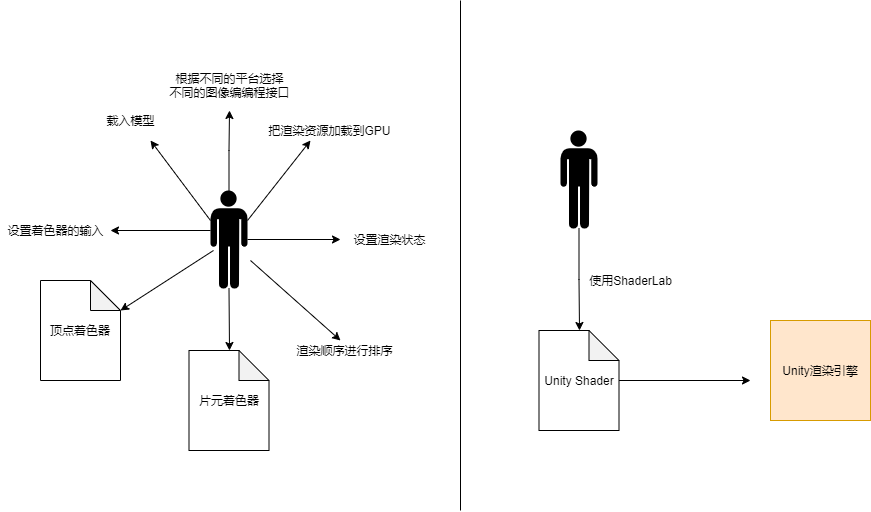 根据不同的平台选择
不同的图像编编程接口
载入模型
把渲染资源加载到GPU
设置着色器的输入
设置渲染状态
顶点着色器
渲染顺序进行排序
片元着色器
使用ShaderLab
Unity Shader
Unity渲染引擎